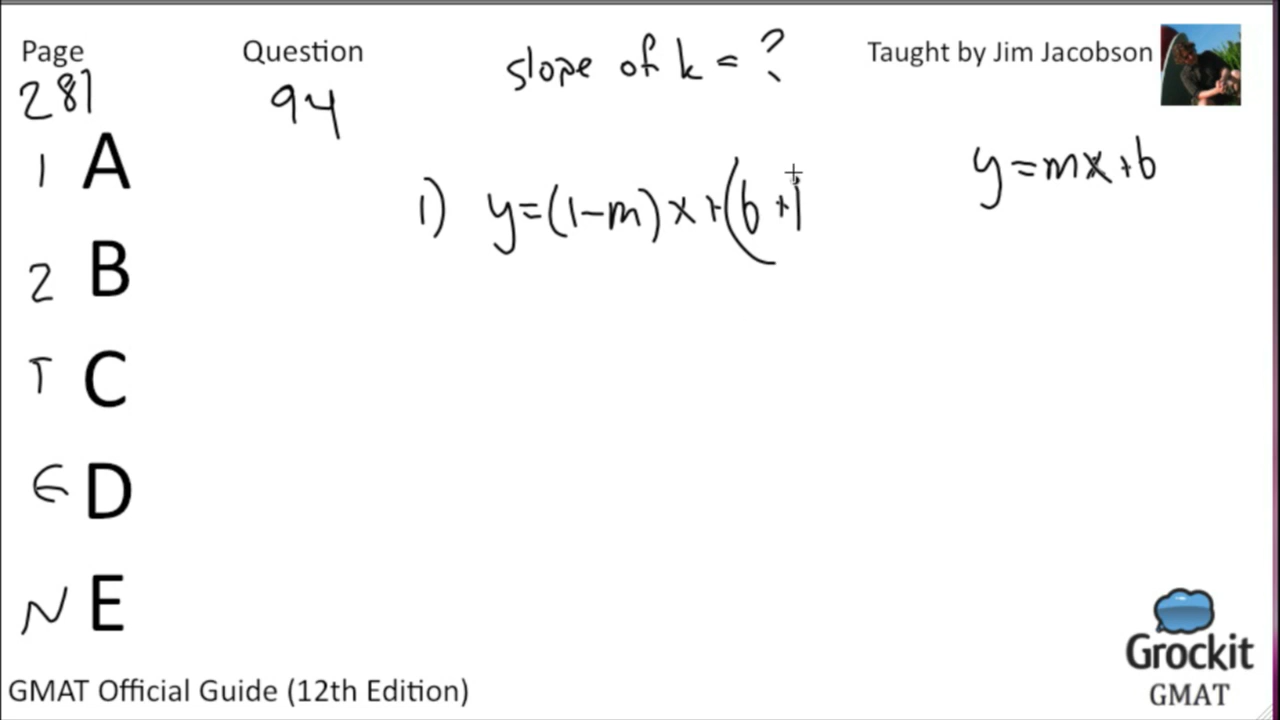 Page Question slope of k = ? Taught by Jim Jacobson
281 94
1 A
1) y=(1-m)x+(b+1
y=mx+b
2 B
T C
E D
N E
GMAT Official Guide (12th Edition)
Grockit
GMAT